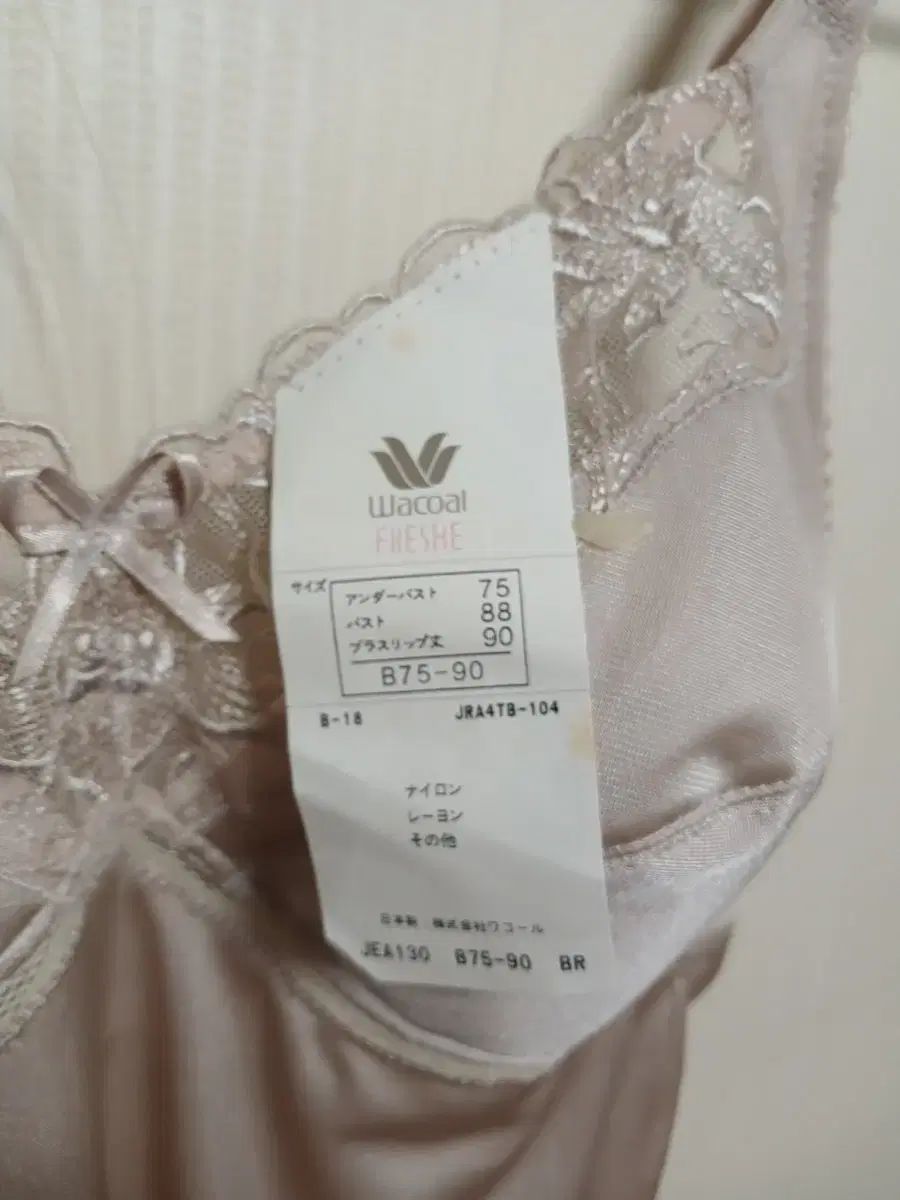 Wacoal
FRESHE
サイズ
アンダーバスト 75
バスト 88
ブラスリップ丈 90
B75-90
B-18 JRA4TB-104
ナイロン
レーヨン
その他
日本製 株式会社ワコール
JEA130 B75-90 BR